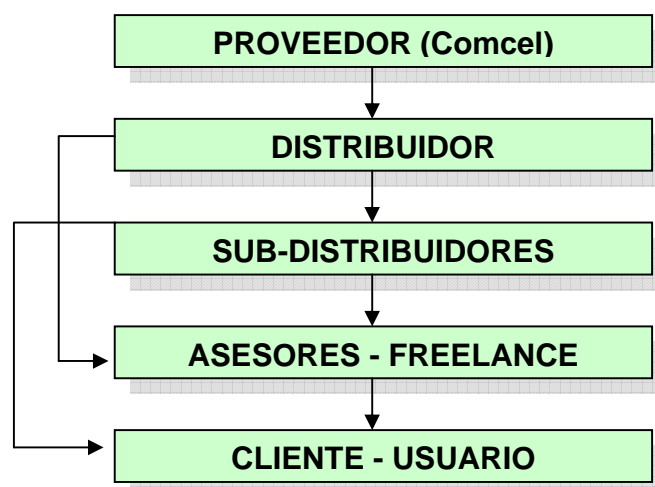 PROVEEDOR (Comcel)
DISTRIBUIDOR
SUB-DISTRIBUIDORES
ASESORES - FREELANCE
CLIENTE - USUARIO